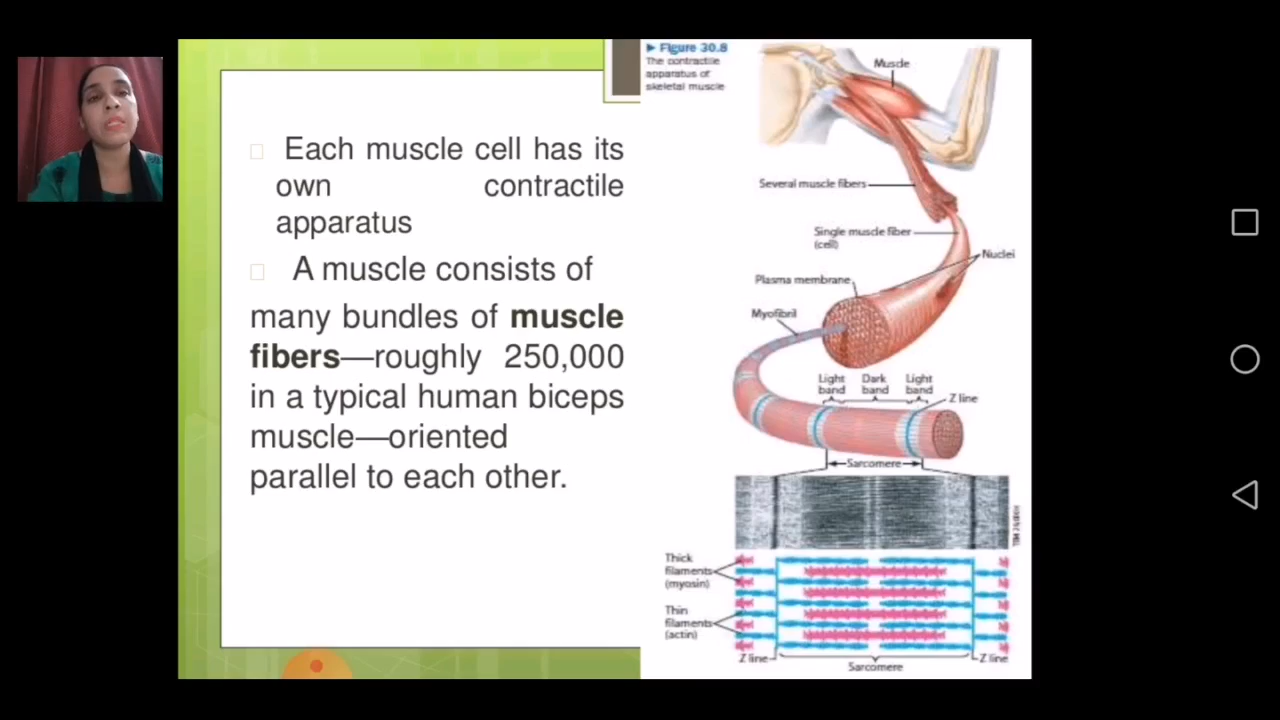 Each muscle cell has its
own contractile
apparatus
A muscle consists of
many bundles of muscle
fibers—roughly 250,000
in a typical human biceps
muscle—oriented
parallel to each other.
▶ Figure 30.8
The contractile
apparatus of
skeletal muscle
Muscle
Several muscle fibers
Single muscle fiber
(cell)
Nuclei
Plasma membrane
Myofibril
Light
band
Dark
band
Light
band
Z line
Sarcomere
Thick
filaments
(myosin)
Thin
filaments
(actin)
Z line
Sarcomere
Z line